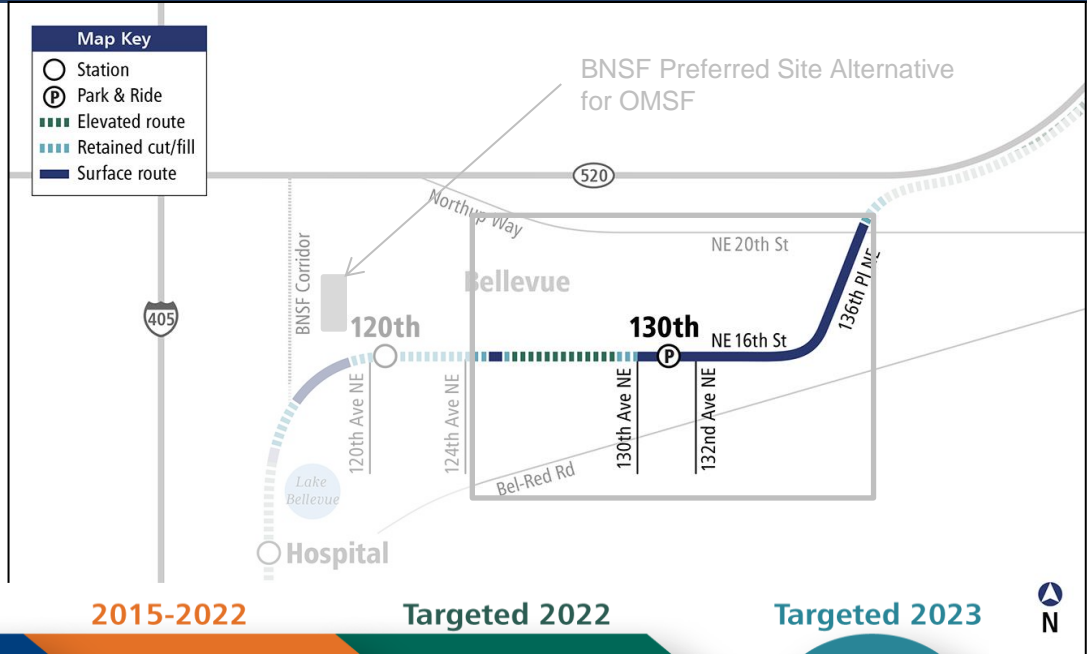 Map Key
Station
P Park & Ride
Elevated route
Retained cut/fill
Surface route
BNSF Preferred Site Alternative
for OMSF
520
Northup Way
NE 20th St
BNSF Corridor
Bellevue
136th Pl NE
405
120th
130th
NE 16th St
P
120th Ave NE
124th Ave NE
130th Ave NE
132nd Ave NE
Bel-Red Rd
Lake
Bellevue
Hospital
2015-2022
Targeted 2022
Targeted 2023
N